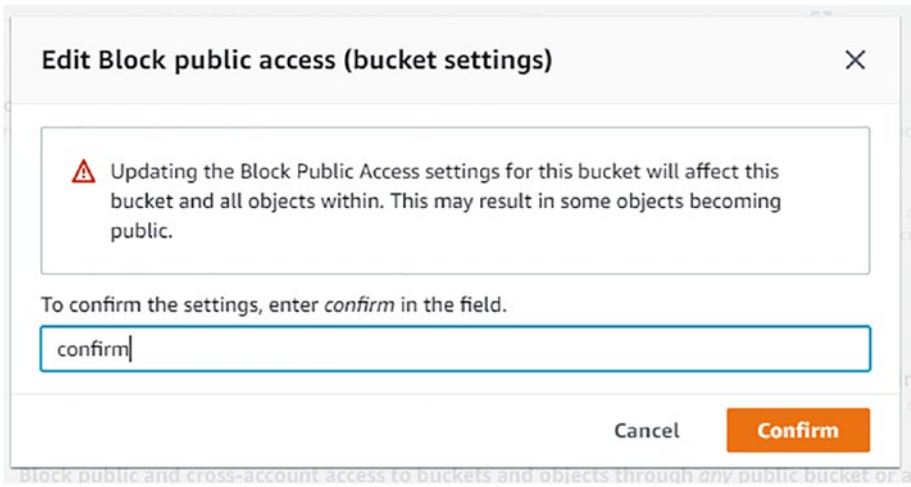 Edit Block public access (bucket settings)
Updating the Block Public Access settings for this bucket will affect this
bucket and all objects within. This may result in some objects becoming
public.
To confirm the settings, enter confirm in the field.
confirm
Cancel
Confirm
Block public and cross-account access to buckets and objects through any public bucket or a